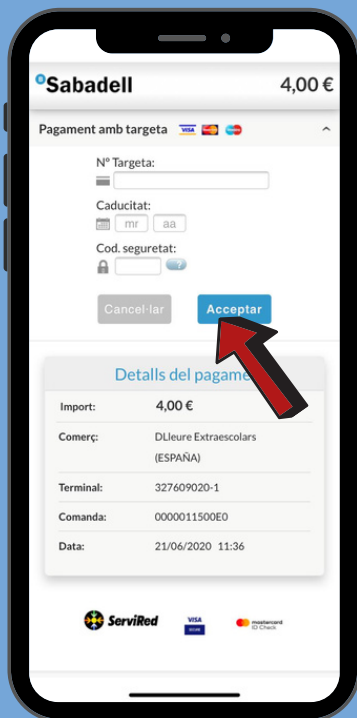 Sabadell 4,00 €
Pagament amb targeta VISA
Nº Targeta:
Caducitat:
mr aa
Cod. seguretat:
?
Cancel·lar Acceptar
Detalls del pagame
Import: 4,00 €
Comerç: DLleure Extraescolars
(ESPAÑA)
Terminal: 327609020-1
Comanda: 0000011500E0
Data: 21/06/2020 11:36
ServiRed VISA mastercard
ID Check